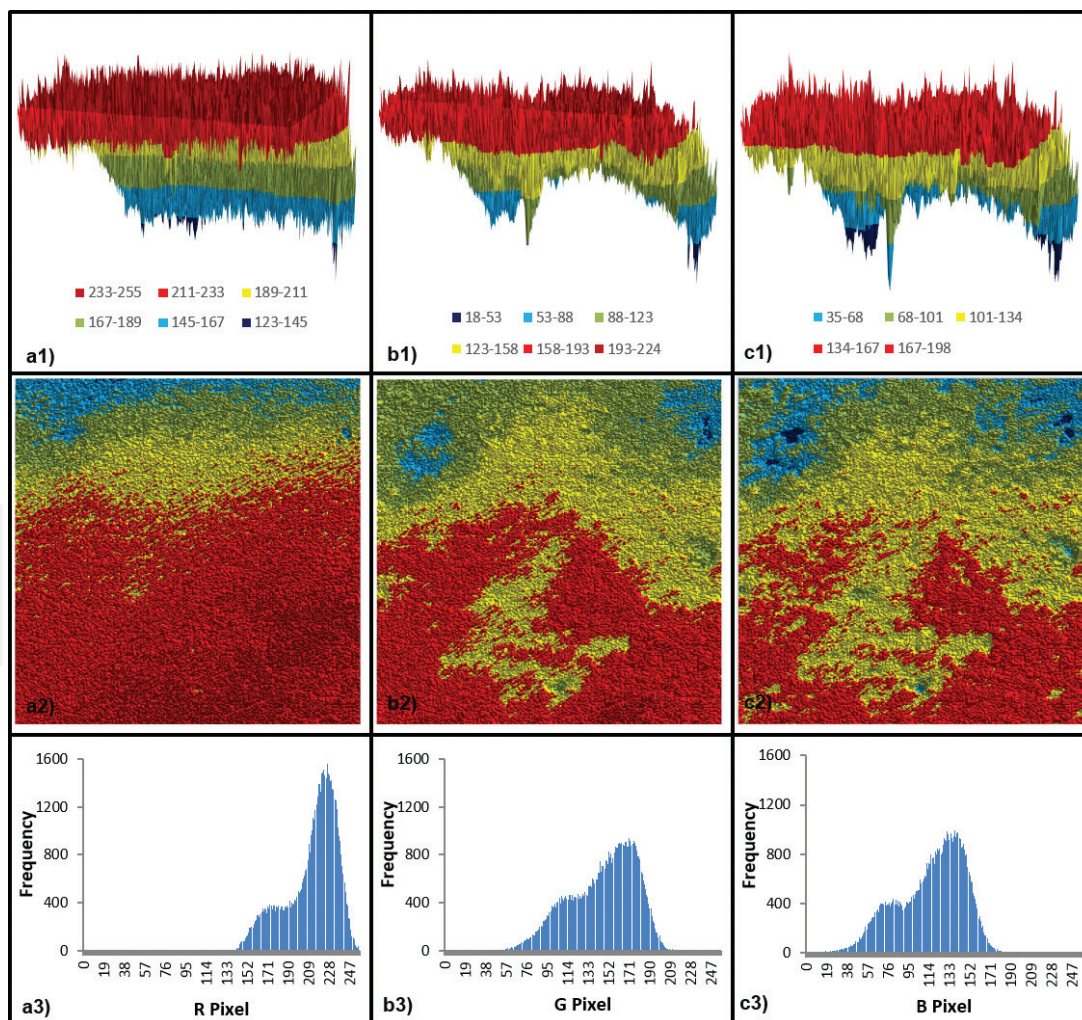 233-255 211-233 189-211
167-189 145-167 123-145
a1)
18-53 53-88 88-123
123-158 158-193 193-224
b1)
35-68 68-101 101-134
134-167 167-198
c1)
a2)
b2)
c2)
1600
1200
800
400
0
Frequency
0 19 38 57 76 95 114 133 152 171 190 209 228 247
R Pixel
a3)
1600
1200
800
400
0
Frequency
0 19 38 57 76 95 114 133 152 171 190 209 228 247
G Pixel
b3)
1600
1200
800
400
0
Frequency
0 19 38 57 76 95 114 133 152 171 190 209 228 247
B Pixel
c3)